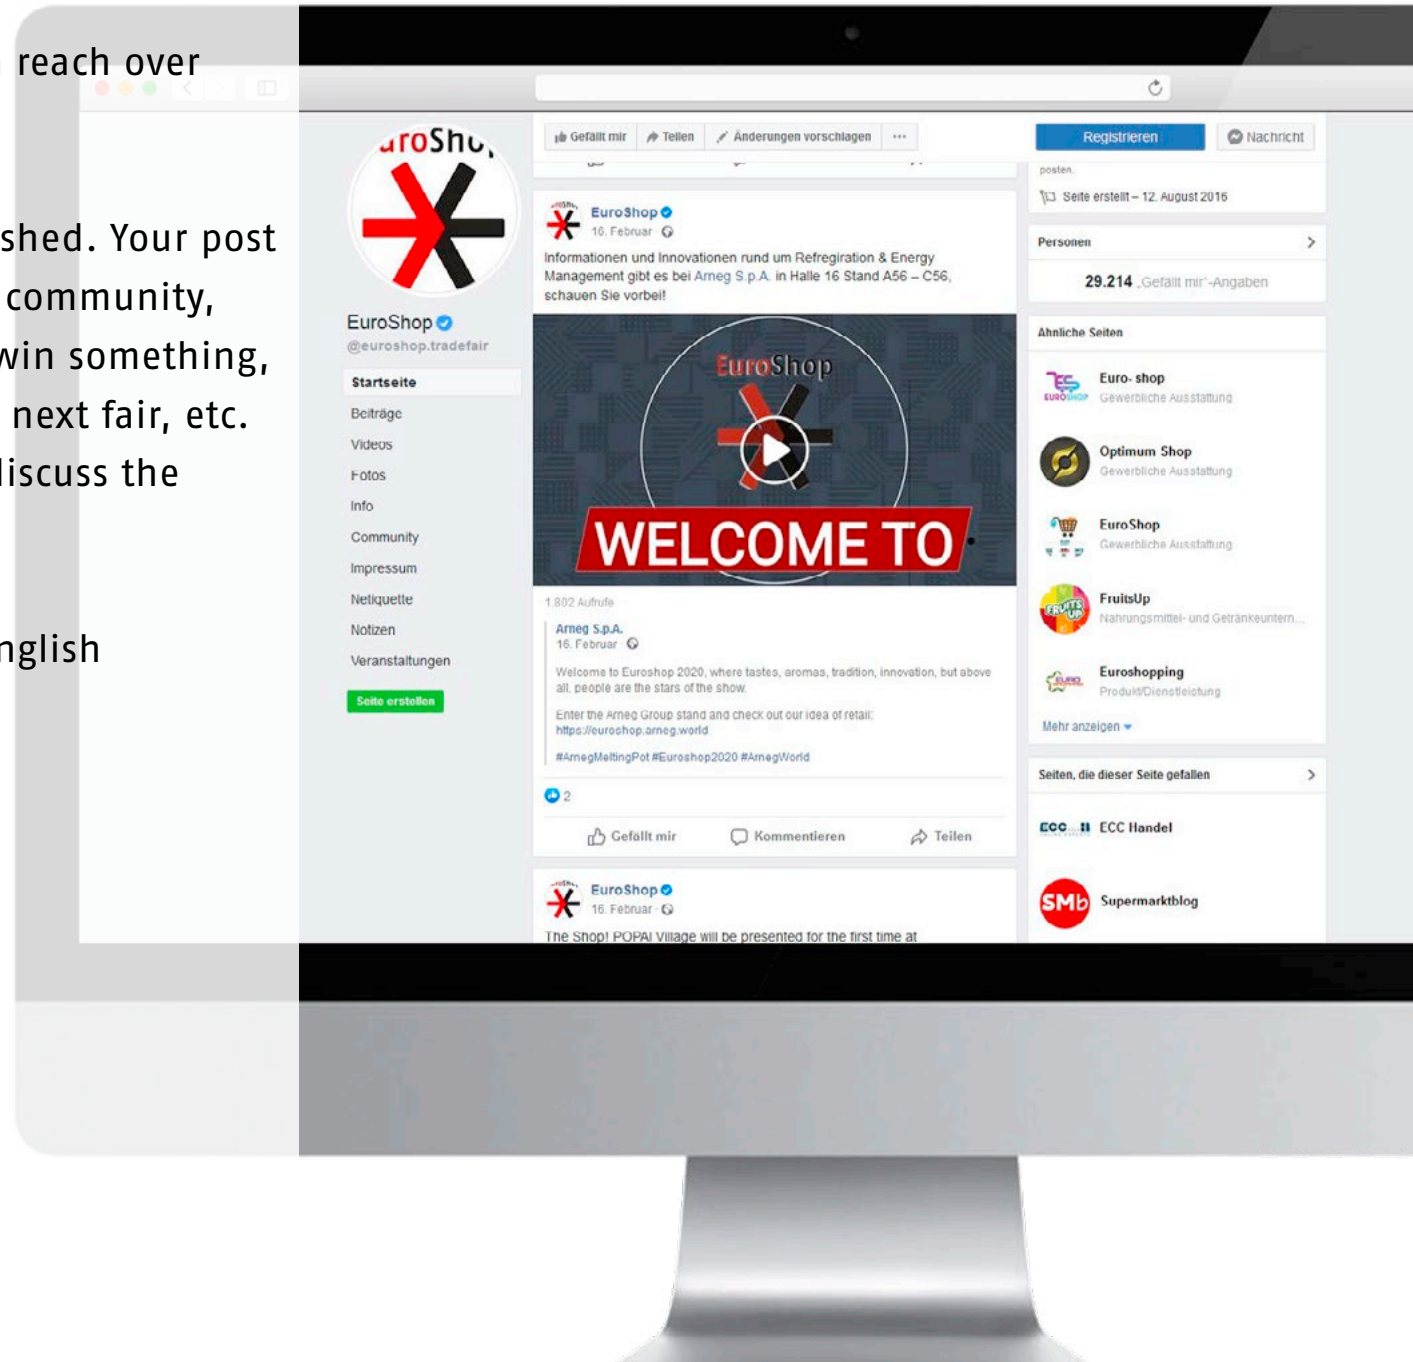 reach over
shed. Your post
community,
win something,
next fair, etc.
discuss the
nglish
uroSho
EuroShop
@euroshop.tradefair
Startseite
Beiträge
Videos
Fotos
Info
Community
Impressum
Netiquette
Notizen
Veranstaltungen
Seite erstellen
Gefällt mir Teilen Änderungen vorschlagen ...
EuroShop
16. Februar
Informationen und Innovationen rund um Refregiration & Energy
Management gibt es bei Arneg S.p.A. in Halle 16 Stand A56 – C56,
schauen Sie vorbei!
EuroShop
WELCOME TO
1.802 Aufrufe
Arneg S.p.A.
16. Februar
Welcome to Euroshop 2020, where tastes, aromas, tradition, innovation, but above
all, people are the stars of the show.
Enter the Arneg Group stand and check out our idea of retail:
https://euroshop.arneg.world
#ArnegMeltingPot #Euroshop2020 #ArnegWorld
2
Gefällt mir Kommentieren Teilen
EuroShop
16. Februar
The Shop! POPAI Village will be presented for the first time at
Registrieren Nachricht
posten.
Seite erstellt – 12. August 2016
Personen
29.214 „Gefällt mir“-Angaben
Ähnliche Seiten
Euro- shop
Gewerbliche Ausstattung
Optimum Shop
Gewerbliche Ausstattung
EuroShop
Gewerbliche Ausstattung
FRUITS UP
FruitsUp
Nahrungsmittel- und Getränkeuntern...
Euroshopping
Produkt/Dienstleistung
Mehr anzeigen
Seiten, die dieser Seite gefallen
ECC
ECC Handel
SMb
Supermarktblog